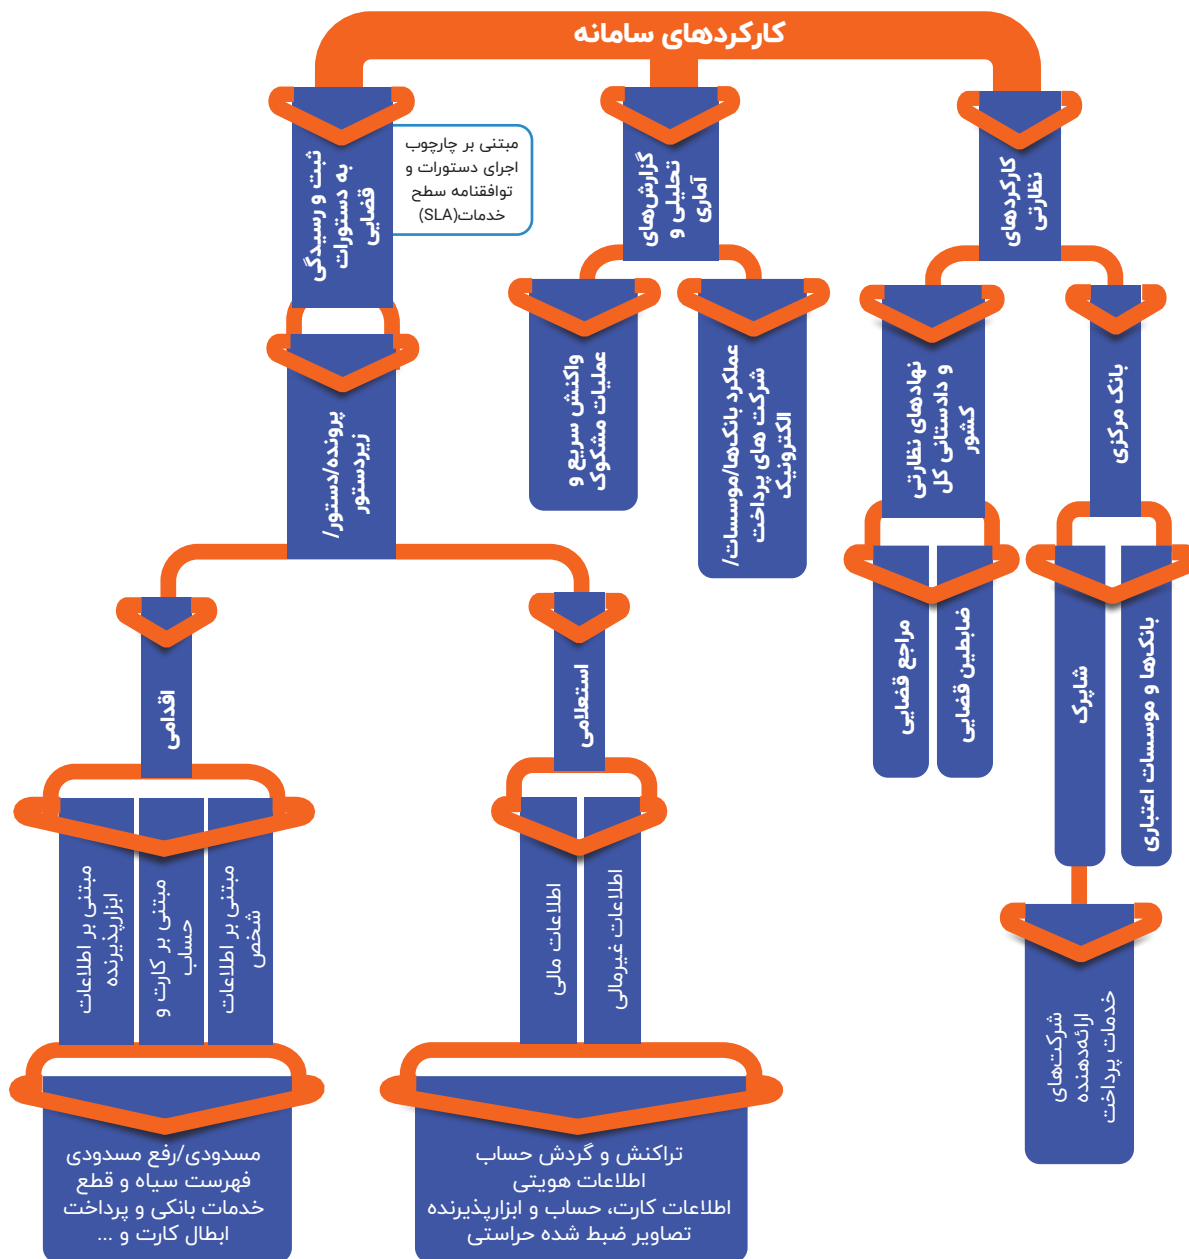 کارکردهای سامانه
کارکردهای
نظارتی
گزارش‌های
تحلیلی و
آماری
ثبت و رسیدگی
به دستورات
قضایی
مبتنی بر چارچوب
اجرای دستورات و
توافقنامه سطح
خدمات(SLA)
بانک مرکزی
نهادهای نظارتی
و دادستانی کل
کشور
عملکرد بانک‌ها/موسسات/
شرکت های پرداخت
الکترونیک
واکنش سریع و
عملیات مشکوک
پرونده/دستور/
زیردستور
بانک‌ها و موسسات اعتباری
شاپرک
ضابطین قضایی
مراجع قضایی
استعلامی
اقدامی
شرکت‌های
ارائه‌دهنده
خدمات پرداخت
اطلاعات غیرمالی
اطلاعات مالی
مبتنی بر اطلاعات
شخص
مبتنی بر کارت و
حساب
مبتنی بر اطلاعات
ابزارپذیرنده
تراکنش و گردش حساب
اطلاعات هویتی
اطلاعات کارت، حساب و ابزارپذیرنده
تصاویر ضبط شده حراستی
مسدودی/رفع مسدودی
فهرست سیاه و قطع
خدمات بانکی و پرداخت
ابطال کارت و ...